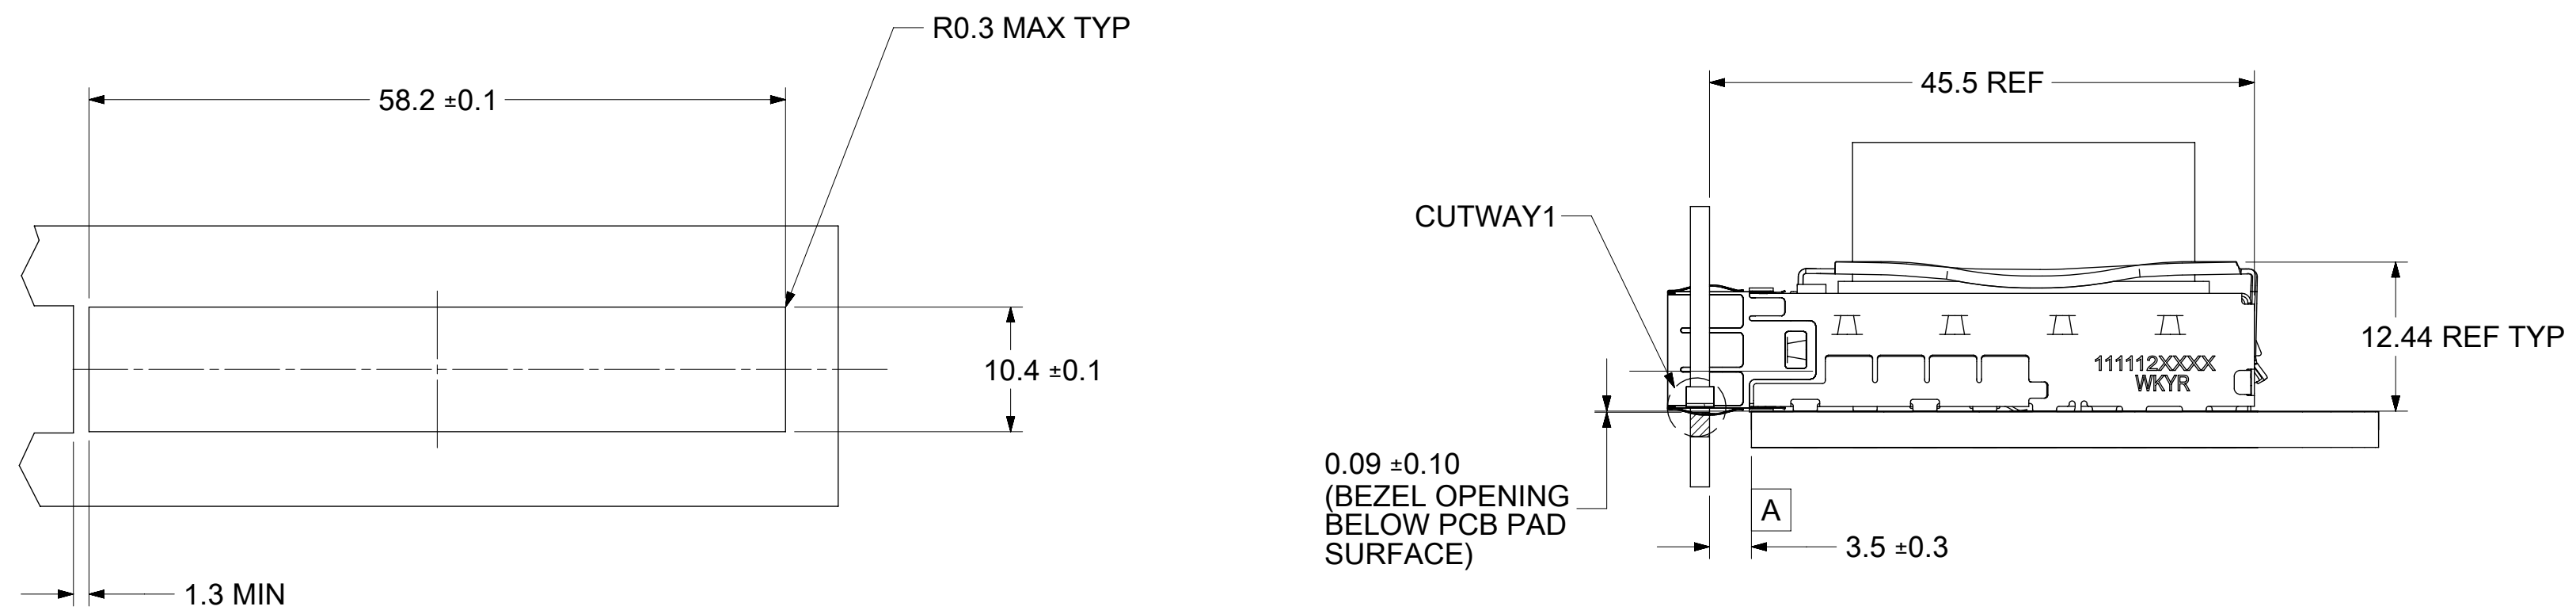 R0.3 MAX TYP
58.2 ±0.1
10.4 ±0.1
1.3 MIN
45.5 REF
CUTWAY1
12.44 REF TYP
111112XXXX
WKYR
0.09 ±0.10
(BEZEL OPENING
BELOW PCB PAD
SURFACE)
A
3.5 ±0.3